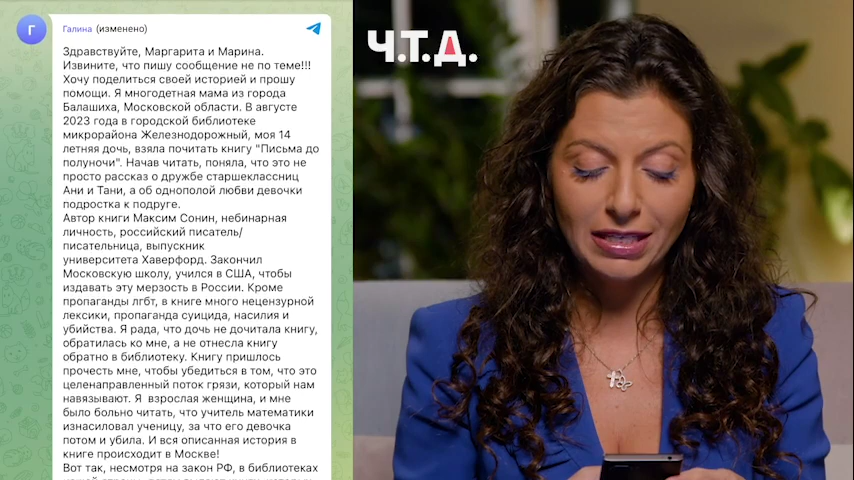 Г
Галина (изменено)
Здравствуйте, Маргарита и Марина.
Извините, что пишу сообщение не по теме!!!
Хочу поделиться своей историей и прошу
помощи. Я многодетная мама из города
Балашиха, Московской области. В августе
2023 года в городской библиотеке
микрорайона Железнодорожный, моя 14
летняя дочь, взяла почитать книгу "Письма до
полуночи". Начав читать, поняла, что это не
просто рассказ о дружбе старшеклассниц
Ани и Тани, а об однополой любви девочки
подростка к подруге.
Автор книги Максим Сонин, небинарная
личность, российский писатель/
писательница, выпускник
университета Хаверфорд. Закончил
Московскую школу, учился в США, чтобы
издавать эту мерзость в России. Кроме
пропаганды лгбт, в книге много нецензурной
лексики, пропаганда суицида, насилия и
убийства. Я рада, что дочь не дочитала книгу,
обратилась ко мне, а не отнесла книгу
обратно в библиотеку. Книгу пришлось
прочесть мне, чтобы убедиться в том, что это
целенаправленный поток грязи, который нам
навязывают. Я  взрослая женщина, и мне
было больно читать, что учитель математики
изнасиловал ученицу, за что его девочка
потом и убила. И вся описанная история в
книге происходит в Москве!
Вот так, несмотря на закон РФ, в библиотеках
Ч.Т.Д.